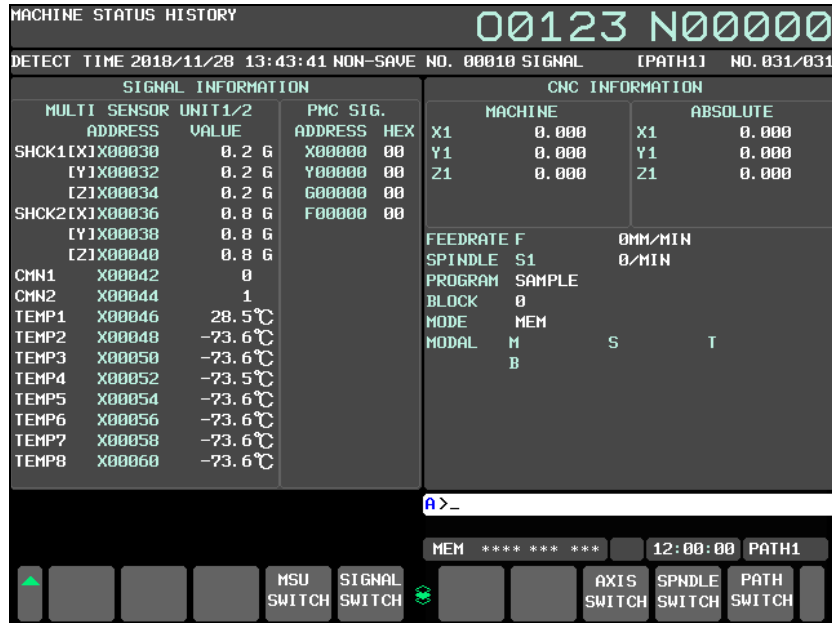 MACHINE STATUS HISTORY
O0123 N00000
DETECT TIME 2018/11/28 13:43:41 NON-SAVE NO. 00010 SIGNAL [PATH1] NO.031/031
SIGNAL INFORMATION
MULTI SENSOR UNIT1/2 PMC SIG.
ADDRESS VALUE ADDRESS HEX
SHCK1[X]X00030 0.2 G X00000 00
[Y]X00032 0.2 G Y00000 00
[Z]X00034 0.2 G G00000 00
SHCK2[X]X00036 0.8 G F00000 00
[Y]X00038 0.8 G
[Z]X00040 0.8 G
CMN1 X00042 0
CMN2 X00044 1
TEMP1 X00046 28.5℃
TEMP2 X00048 -73.6℃
TEMP3 X00050 -73.6℃
TEMP4 X00052 -73.5℃
TEMP5 X00054 -73.6℃
TEMP6 X00056 -73.6℃
TEMP7 X00058 -73.6℃
TEMP8 X00060 -73.6℃
CNC INFORMATION
MACHINE ABSOLUTE
X1 0.000 X1 0.000
Y1 0.000 Y1 0.000
Z1 0.000 Z1 0.000
FEEDRATE F 0MM/MIN
SPINDLE S1 0/MIN
PROGRAM SAMPLE
BLOCK 0
MODE MEM
MODAL M S T
B
A>_
MEM **** *** *** 12:00:00 PATH1
MSU SWITCH
SIGNAL SWITCH
AXIS SWITCH
SPNDLE SWITCH
PATH SWITCH